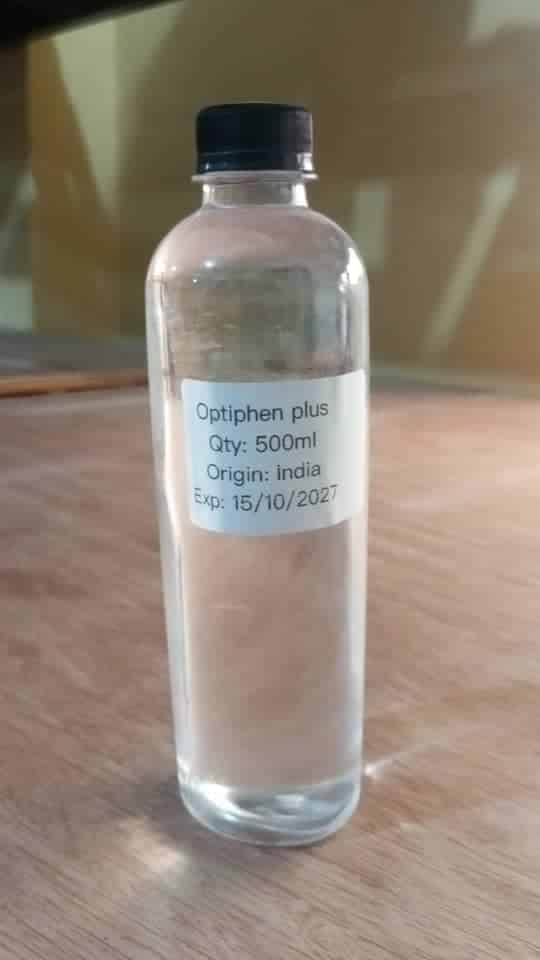 Optiphen plus
Qty: 500ml
Origin: india
Exp: 15/10/2027